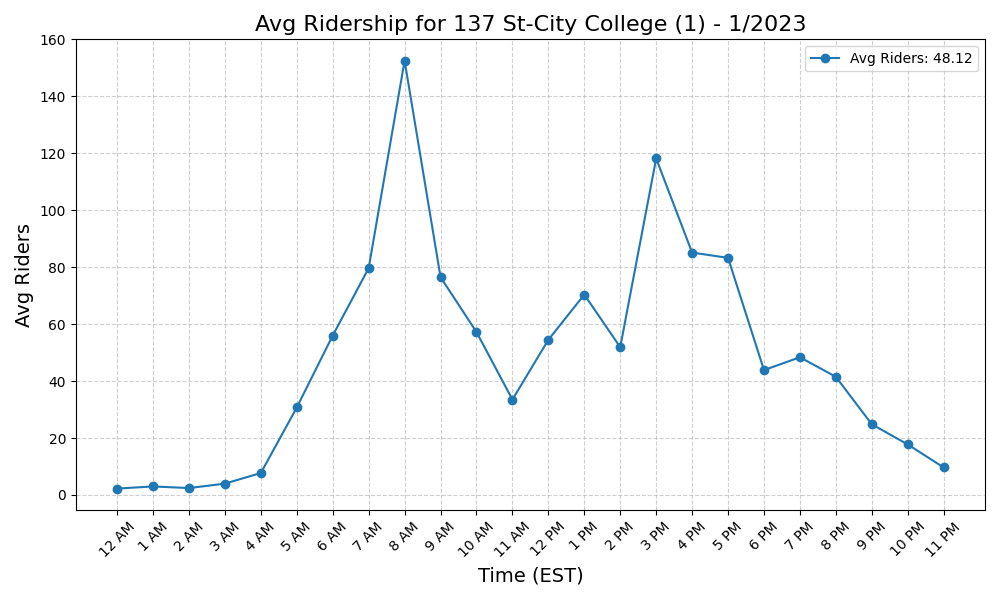 Avg Ridership for 137 St-City College (1) - 1/2023
Avg Riders: 48.12
Avg Riders
160
140
120
100
80
60
40
20
0
12 AM
1 AM
2 AM
3 AM
4 AM
5 AM
6 AM
7 AM
8 AM
9 AM
10 AM
11 AM
12 PM
1 PM
2 PM
3 PM
4 PM
5 PM
6 PM
7 PM
8 PM
9 PM
10 PM
11 PM
Time (EST)